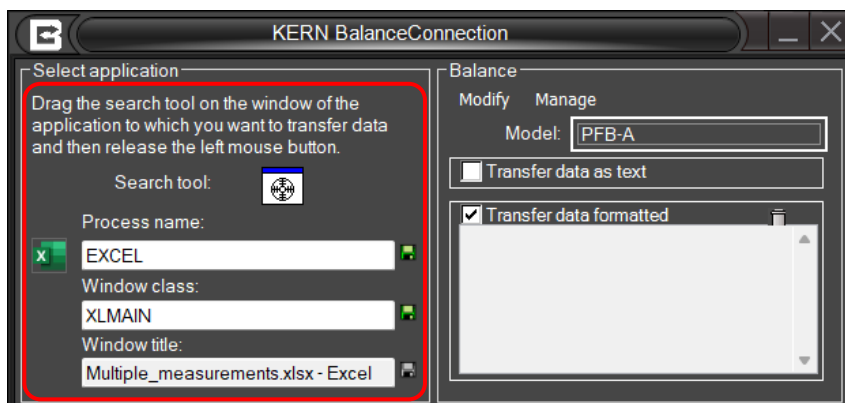 KERN BalanceConnection
Select application
Drag the search tool on the window of the
application to which you want to transfer data
and then release the left mouse button.
Search tool:
Process name:
EXCEL
Window class:
XLMAIN
Window title:
Multiple_measurements.xlsx - Excel
Balance
Modify Manage
Model: PFB-A
Transfer data as text
Transfer data formatted